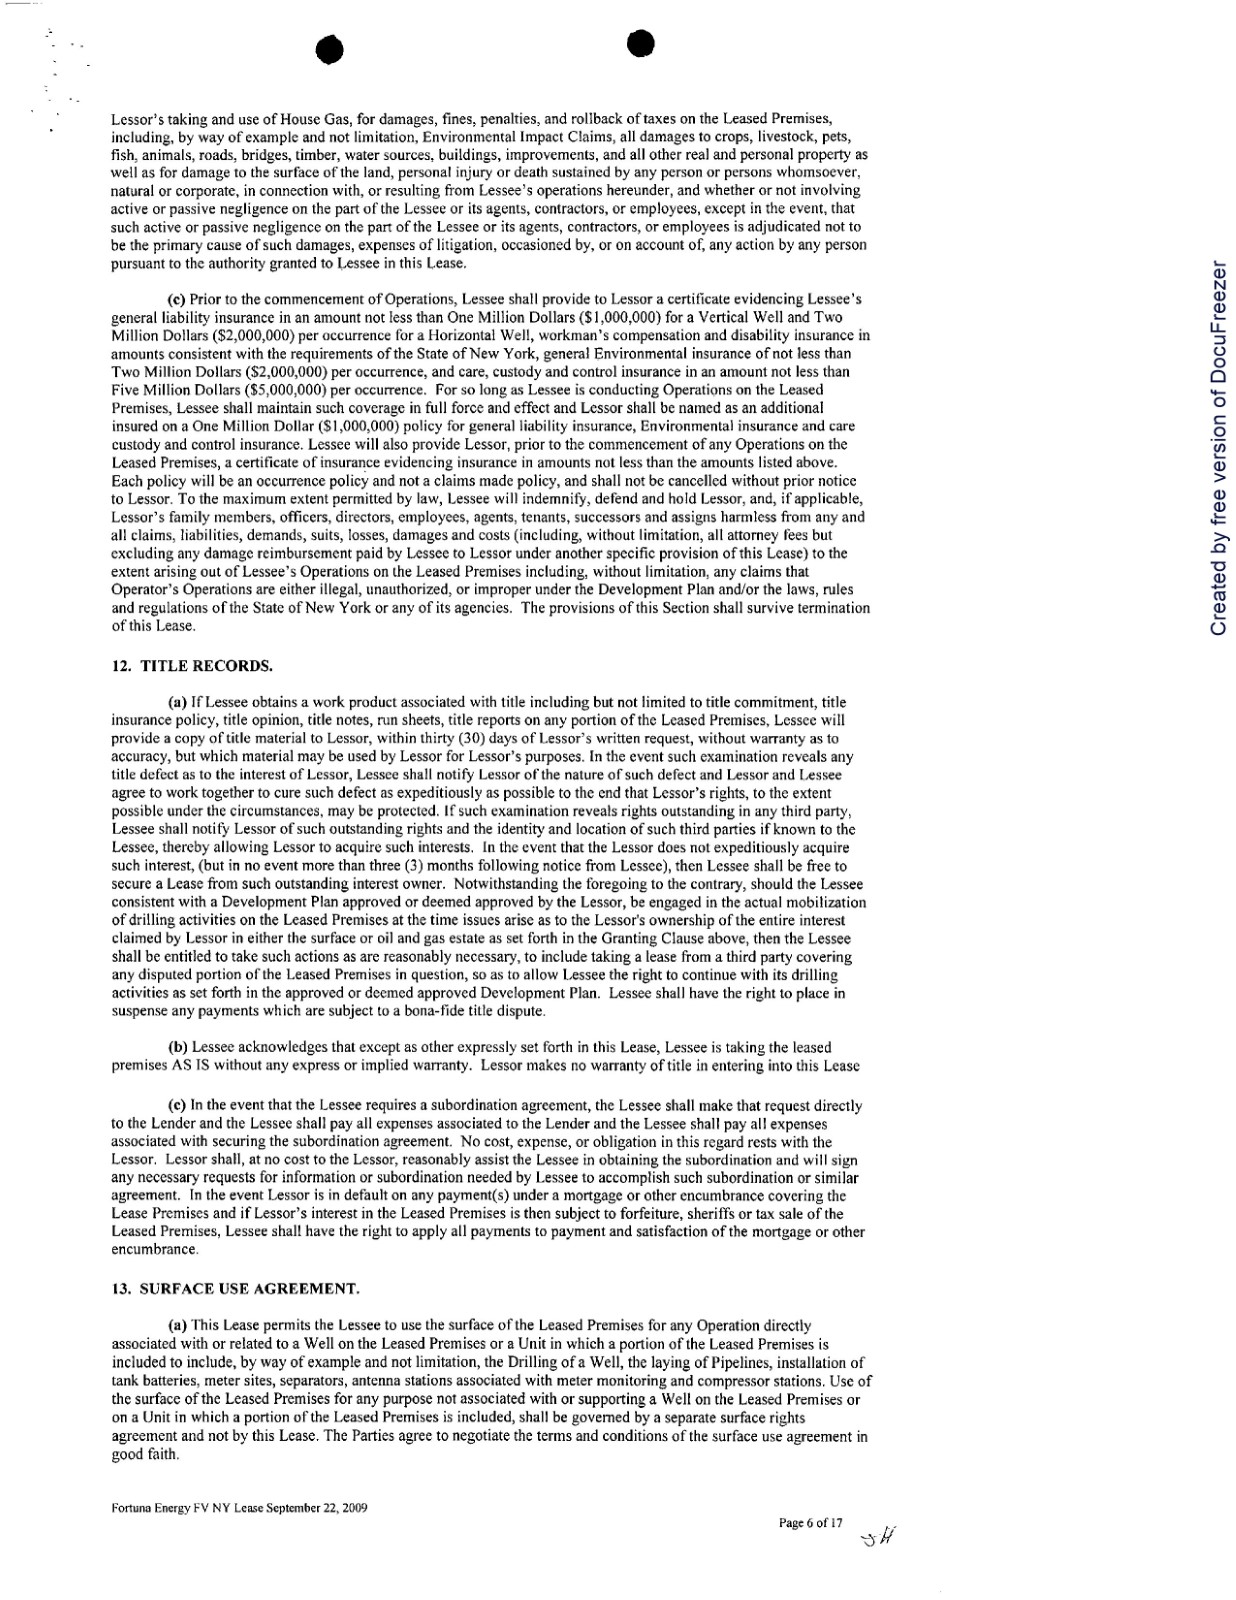 Lessor's taking and use of House Gas, for damages, fines, penalties, and rollback of taxes on the Leased Premises,
including, by way of example and not limitation, Environmental Impact Claims, all damages to crops, livestock, pets,
fish, animals, roads, bridges, timber, water sources, buildings, improvements, and all other real and personal property as
well as for damage to the surface of the land, personal injury or death sustained by any person or persons whomsoever,
natural or corporate, in connection with, or resulting from Lessee's operations hereunder, and whether or not involving
active or passive negligence on the part of the Lessee or its agents, contractors, or employees, except in the event, that
such active or passive negligence on the part of the Lessee or its agents, contractors, or employees is adjudicated not to
be the primary cause of such damages, expenses of litigation, occasioned by, or on account of, any action by any person
pursuant to the authority granted to Lessee in this Lease.
(c) Prior to the commencement of Operations, Lessee shall provide to Lessor a certificate evidencing Lessee's
general liability insurance in an amount not less than One Million Dollars ($1,000,000) for a Vertical Well and Two
Million Dollars ($2,000,000) per occurrence for a Horizontal Well, workman's compensation and disability insurance in
amounts consistent with the requirements of the State of New York, general Environmental insurance of not less than
Two Million Dollars ($2,000,000) per occurrence, and care, custody and control insurance in an amount not less than
Five Million Dollars ($5,000,000) per occurrence. For so long as Lessee is conducting Operations on the Leased
Premises, Lessee shall maintain such coverage in full force and effect and Lessor shall be named as an additional
insured on a One Million Dollar ($1,000,000) policy for general liability insurance, Environmental insurance and care
custody and control insurance. Lessee will also provide Lessor, prior to the commencement of any Operations on the
Leased Premises, a certificate of insurance evidencing insurance in amounts not less than the amounts listed above.
Each policy will be an occurrence policy and not a claims made policy, and shall not be cancelled without prior notice
to Lessor. To the maximum extent permitted by law, Lessee will indemnify, defend and hold Lessor, and, if applicable,
Lessor's family members, officers, directors, employees, agents, tenants, successors and assigns harmless from any and
all claims, liabilities, demands, suits, losses, damages and costs (including, without limitation, all attorney fees but
excluding any damage reimbursement paid by Lessee to Lessor under another specific provision of this Lease) to the
extent arising out of Lessee's Operations on the Leased Premises including, without limitation, any claims that
Operator's Operations are either illegal, unauthorized, or improper under the Development Plan and/or the laws, rules
and regulations of the State of New York or any of its agencies. The provisions of this Section shall survive termination
of this Lease.
12. TITLE RECORDS.
(a) If Lessee obtains a work product associated with title including but not limited to title commitment, title
insurance policy, title opinion, title notes, run sheets, title reports on any portion of the Leased Premises, Lessee will
provide a copy of title material to Lessor, within thirty (30) days of Lessor's written request, without warranty as to
accuracy, but which material may be used by Lessor for Lessor's purposes. In the event such examination reveals any
title defect as to the interest of Lessor, Lessee shall notify Lessor of the nature of such defect and Lessor and Lessee
agree to work together to cure such defect as expeditiously as possible to the end that Lessor's rights, to the extent
possible under the circumstances, may be protected. If such examination reveals rights outstanding in any third party,
Lessee shall notify Lessor of such outstanding rights and the identity and location of such third parties if known to the
Lessee, thereby allowing Lessor to acquire such interests. In the event that the Lessor does not expeditiously acquire
such interest, (but in no event more than three (3) months following notice from Lessee), then Lessee shall be free to
secure a Lease from such outstanding interest owner. Notwithstanding the foregoing to the contrary, should the Lessee
consistent with a Development Plan approved or deemed approved by the Lessor, be engaged in the actual mobilization
of drilling activities on the Leased Premises at the time issues arise as to the Lessor's ownership of the entire interest
claimed by Lessor in either the surface or oil and gas estate as set forth in the Granting Clause above, then the Lessee
shall be entitled to take such actions as are reasonably necessary, to include taking a lease from a third party covering
any disputed portion of the Leased Premises in question, so as to allow Lessee the right to continue with its drilling
activities as set forth in the approved or deemed approved Development Plan. Lessee shall have the right to place in
suspense any payments which are subject to a bona-fide title dispute.
(b) Lessee acknowledges that except as other expressly set forth in this Lease, Lessee is taking the leased
premises AS IS without any express or implied warranty. Lessor makes no warranty of title in entering into this Lease
(c) In the event that the Lessee requires a subordination agreement, the Lessee shall make that request directly
to the Lender and the Lessee shall pay all expenses associated to the Lender and the Lessee shall pay all expenses
associated with securing the subordination agreement. No cost, expense, or obligation in this regard rests with the
Lessor. Lessor shall, at no cost to the Lessor, reasonably assist the Lessee in obtaining the subordination and will sign
any necessary requests for information or subordination needed by Lessee to accomplish such subordination or similar
agreement. In the event Lessor is in default on any payment(s) under a mortgage or other encumbrance covering the
Lease Premises and if Lessor's interest in the Leased Premises is then subject to forfeiture, sheriffs or tax sale of the
Leased Premises, Lessee shall have the right to apply all payments to payment and satisfaction of the mortgage or other
encumbrance.
13. SURFACE USE AGREEMENT.
(a) This Lease permits the Lessee to use the surface of the Leased Premises for any Operation directly
associated with or related to a Well on the Leased Premises or a Unit in which a portion of the Leased Premises is
included to include, by way of example and not limitation, the Drilling of a Well, the laying of Pipelines, installation of
tank batteries, meter sites, separators, antenna stations associated with meter monitoring and compressor stations. Use of
the surface of the Leased Premises for any purpose not associated with or supporting a Well on the Leased Premises or
on a Unit in which a portion of the Leased Premises is included, shall be governed by a separate surface rights
agreement and not by this Lease. The Parties agree to negotiate the terms and conditions of the surface use agreement in
good faith.
Fortuna Energy FV NY Lease September 22, 2009
Page 6 of 17
Created by free version of DocuFreezer